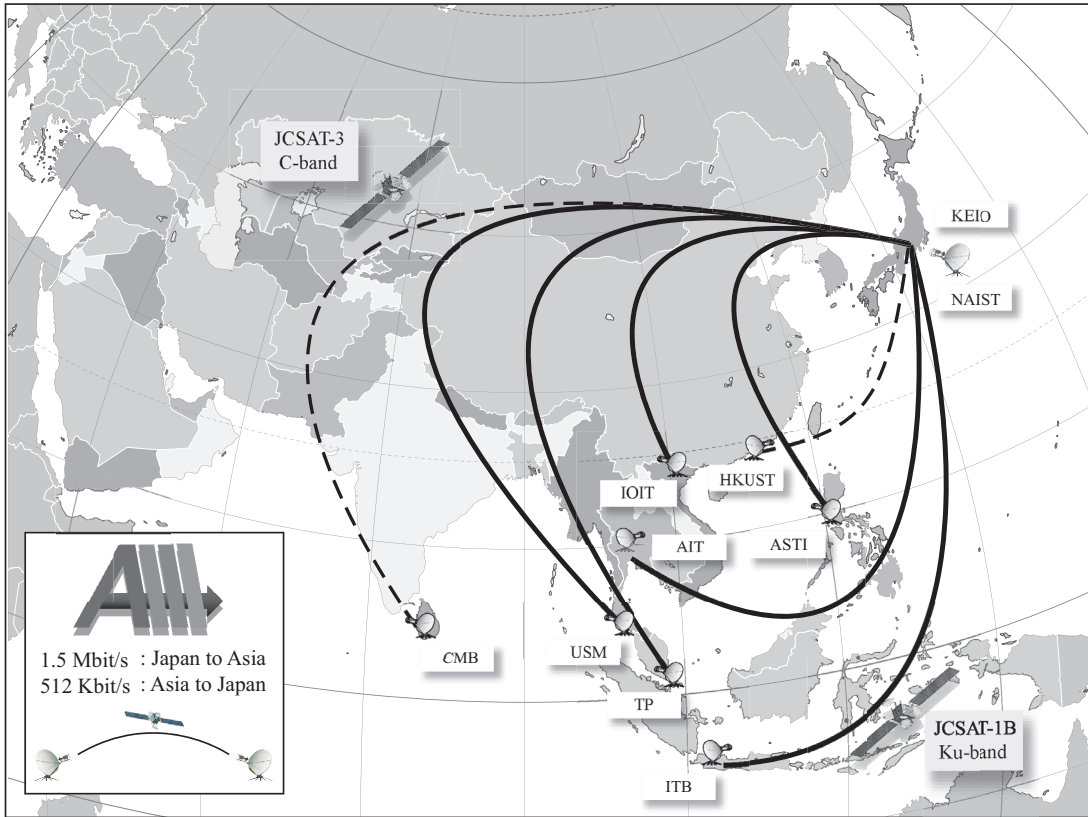 JCSAT-3
C-band
KEIO
NAIST
IOIT
HKUST
AIT
ASTI
CMB
USM
TP
ITB
JCSAT-1B
Ku-band
AIII
1.5 Mbit/s : Japan to Asia
512 Kbit/s : Asia to Japan